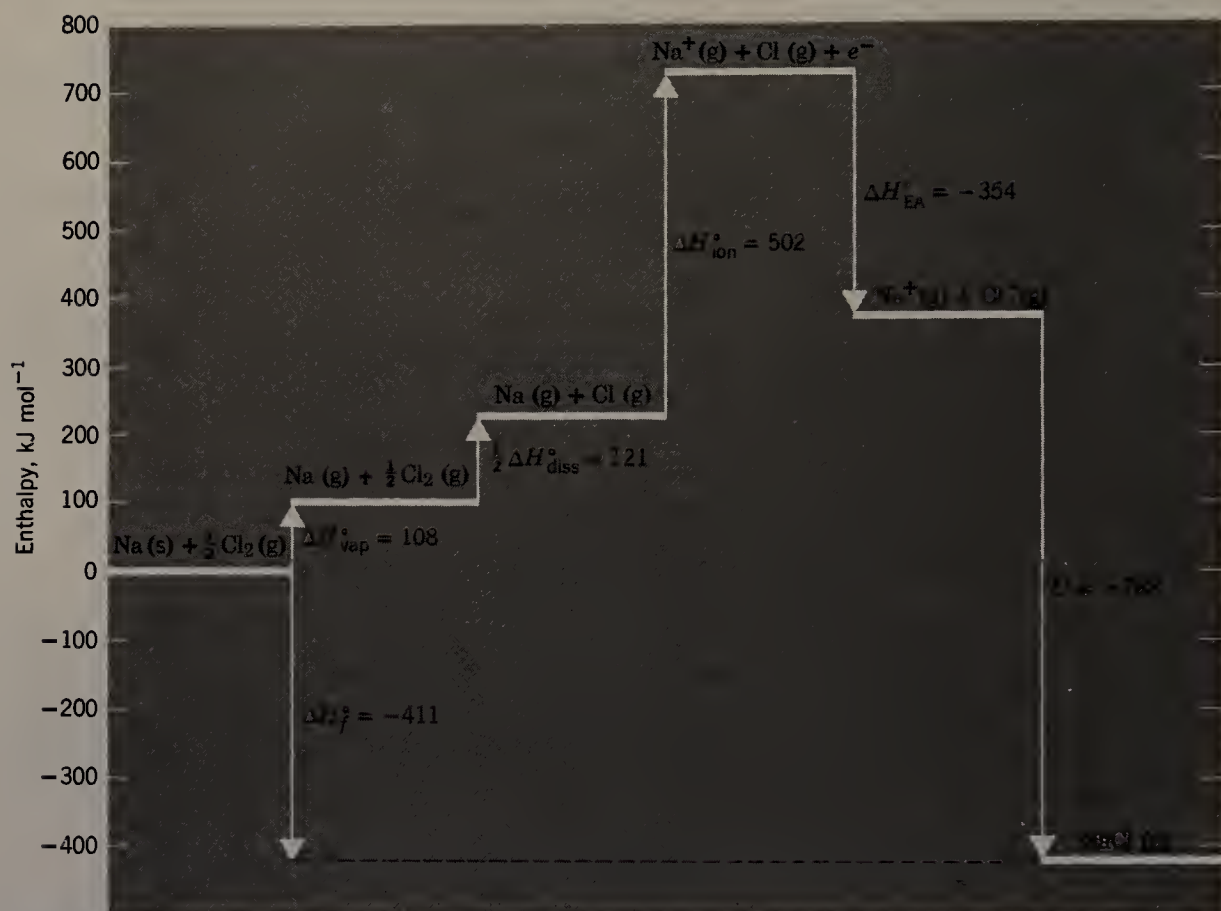 800
700
600
500
400
300
200
100
0
−100
−200
−300
−400
Enthalpy, kJ mol⁻¹
Na⁺(g) + Cl (g) + e⁻
ΔH°EA = −354
ΔH°ion = 502
Na (g) + Cl (g)
½ ΔH°diss = 121
Na (g) + ½ Cl₂ (g)
ΔH°vap = 108
Na (s) + ½ Cl₂ (g)
ΔH°f = −411